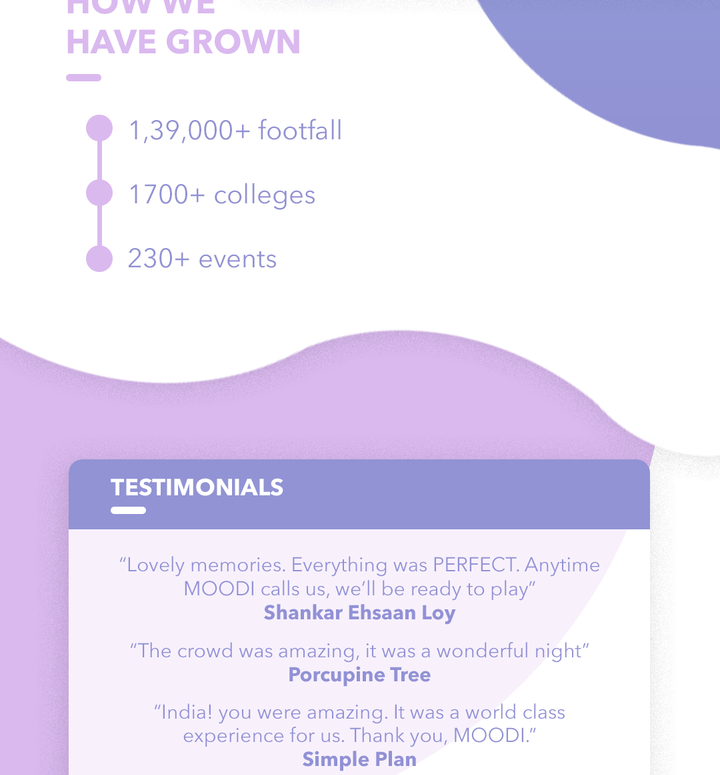 HOW WE
HAVE GROWN
1,39,000+ footfall
1700+ colleges
230+ events
TESTIMONIALS
“Lovely memories. Everything was PERFECT. Anytime
MOODI calls us, we’ll be ready to play”
Shankar Ehsaan Loy
“The crowd was amazing, it was a wonderful night”
Porcupine Tree
“India! you were amazing. It was a world class
experience for us. Thank you, MOODI.”
Simple Plan